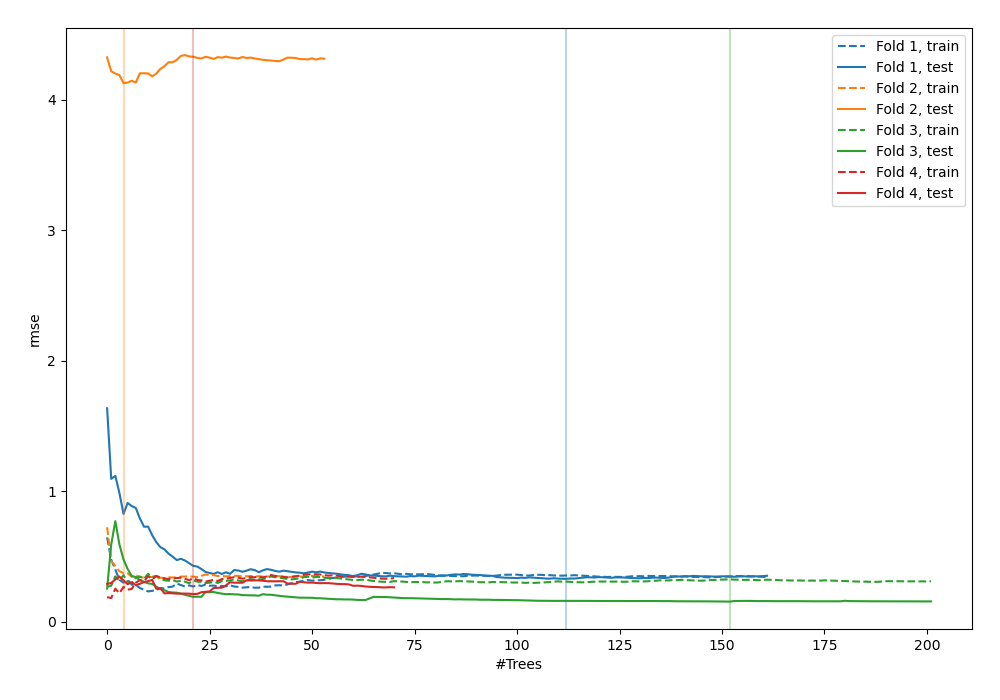 Fold 1, train
Fold 1, test
Fold 2, train
Fold 2, test
Fold 3, train
Fold 3, test
Fold 4, train
Fold 4, test
rmse
4
3
2
1
0
0 25 50 75 100 125 150 175 200
#Trees